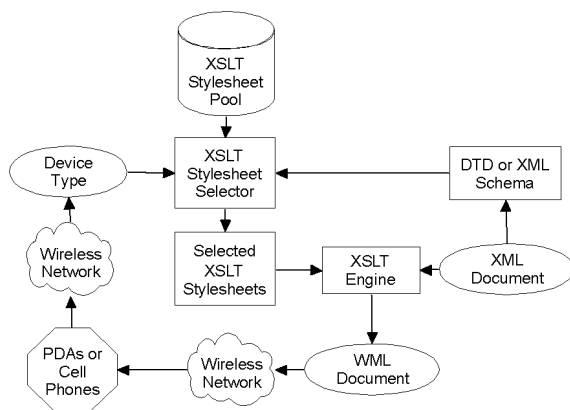 XSLT
Stylesheet
Pool
Device
Type
XSLT
Stylesheet
Selector
DTD or XML
Schema
Wireless
Network
Selected
XSLT
Stylesheets
XSLT
Engine
XML
Document
PDAs or
Cell
Phones
Wireless
Network
WML
Document